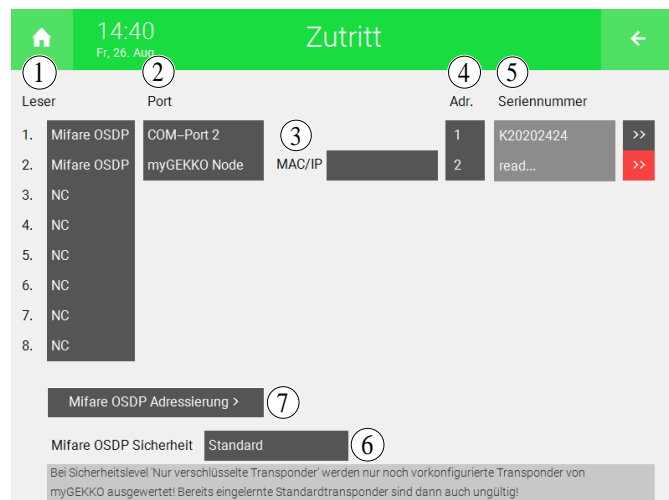 14:40
Fr, 26. Aug
Zutritt
1 2 4 5
Leser Port Adr. Seriennummer
1. Mifare OSDP COM-Port 2 3 1 K20202424 >>
2. Mifare OSDP myGEKKO Node MAC/IP 2 read... >>
3. NC
4. NC
5. NC
6. NC
7. NC
8. NC
Mifare OSDP Adressierung > 7
Mifare OSDP Sicherheit Standard 6
Bei Sicherheitslevel 'Nur verschlüsselte Transponder' werden nur noch vorkonfigurierte Transponder von
myGEKKO ausgewertet! Bereits eingelernte Standardtransponder sind dann auch ungültig!